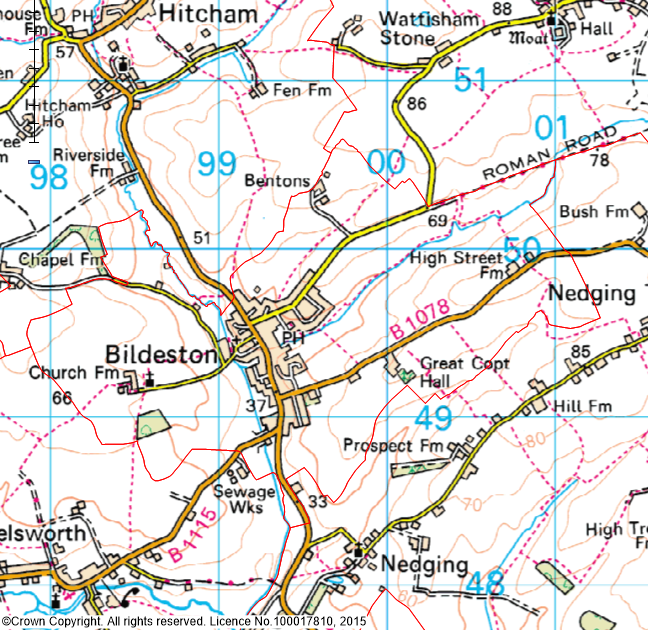 Hitcham
PH
57
Wattisham
Stone
88
Moat
Hall
51
Fen Fm
Hitcham
Ho
86
01
Riverside
Fm
99
00
ROMAN ROAD
98
Bentons
78
69
Bush Fm
51
Chapel Fm
50
High Street
Fm
Nedging
B 1078
PH
Bildeston
Church Fm
Great Copt
Hall
85
66
37
49
Hill Fm
Prospect Fm
80
Sewage
Wks
33
70
B 1115
elsworth
High Tre
F
Nedging
48
60
©Crown Copyright. All rights reserved. Licence No.100017810, 2015